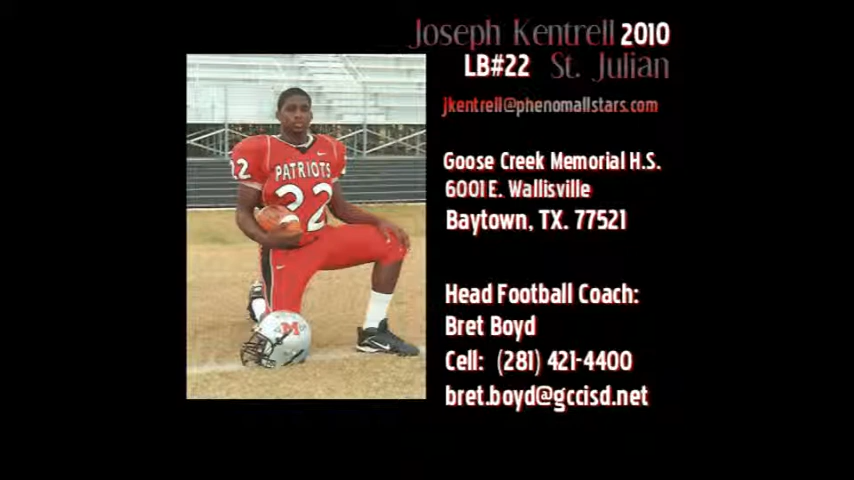 Joseph Kentrell 2010
LB#22 St. Julian
jkentrell@phenomallstars.com
Goose Creek Memorial H.S.
6001 E. Wallisville
Baytown, TX. 77521
Head Football Coach:
Bret Boyd
Cell: (281) 421-4400
bret.boyd@gccisd.net
22
PATRIOTS
22
M